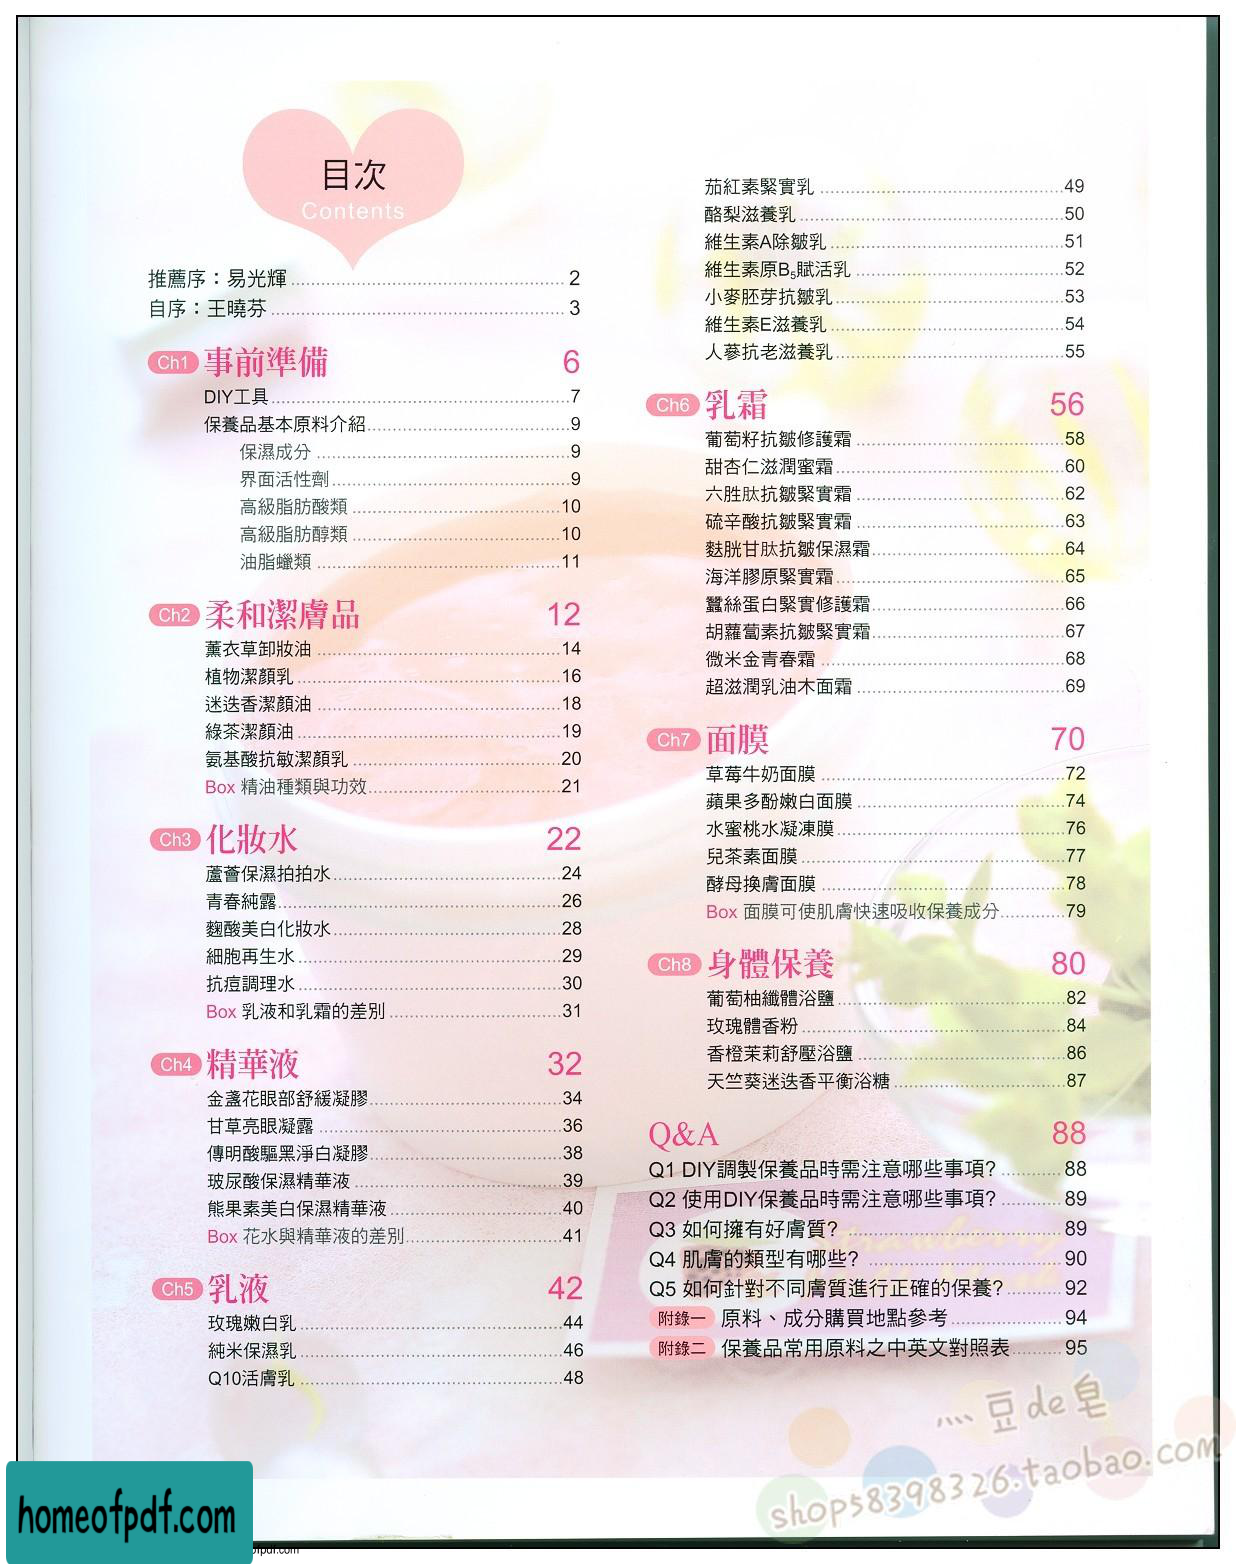 目次
Contents
推薦序：易光輝 2
自序：王曉芬 3
Ch1 事前準備 6
DIY工具 7
保養品基本原料介紹 9
保濕成分 9
界面活性劑 9
高級脂肪酸類 10
高級脂肪醇類 10
油脂蠟類 11
Ch2 柔和潔膚品 12
薰衣草卸妝油 14
植物潔顏乳 16
迷迭香潔顏油 18
綠茶潔顏油 19
氨基酸抗敏潔顏乳 20
Box 精油種類與功效 21
Ch3 化妝水 22
蘆薈保濕拍拍水 24
青春純露 26
麴酸美白化妝水 28
細胞再生水 29
抗痘調理水 30
Box 乳液和乳霜的差別 31
Ch4 精華液 32
金盞花眼部舒緩凝膠 34
甘草亮眼凝露 36
傳明酸驅黑淨白凝膠 38
玻尿酸保濕精華液 39
熊果素美白保濕精華液 40
Box 花水與精華液的差別 41
Ch5 乳液 42
玫瑰嫩白乳 44
純米保濕乳 46
Q10活膚乳 48
茄紅素緊實乳 49
酪梨滋養乳 50
維生素A除皺乳 51
維生素原B5賦活乳 52
小麥胚芽抗皺乳 53
維生素E滋養乳 54
人蔘抗老滋養乳 55
Ch6 乳霜 56
葡萄籽抗皺修護霜 58
甜杏仁滋潤蜜霜 60
六胜肽抗皺緊實霜 62
硫辛酸抗皺緊實霜 63
麩胱甘肽抗皺保濕霜 64
海洋膠原緊實霜 65
蠶絲蛋白緊實修護霜 66
胡蘿蔔素抗皺緊實霜 67
微米金青春霜 68
超滋潤乳油木面霜 69
Ch7 面膜 70
草莓牛奶面膜 72
蘋果多酚嫩白面膜 74
水蜜桃水凝凍膜 76
兒茶素面膜 77
酵母換膚面膜 78
Box 面膜可使肌膚快速吸收保養成分 79
Ch8 身體保養 80
葡萄柚纖體浴鹽 82
玫瑰體香粉 84
香橙茉莉舒壓浴鹽 86
天竺葵迷迭香平衡浴糖 87
Q&A 88
Q1 DIY調製保養品時需注意哪些事項? 88
Q2 使用DIY保養品時需注意哪些事項? 89
Q3 如何擁有好膚質? 89
Q4 肌膚的類型有哪些? 90
Q5 如何針對不同膚質進行正確的保養? 92
附錄一 原料、成分購買地點參考 94
附錄二 保養品常用原料之中英文對照表 95
豆de皂
shop58398326.taobao.com
homeofpdf.com